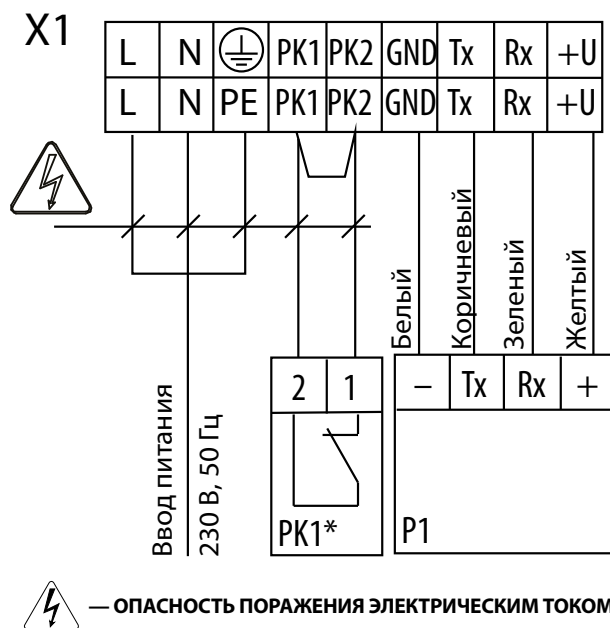 X1
L N PK1 PK2 GND Tx Rx +U
L N PE PK1 PK2 GND Tx Rx +U
Белый
Коричневый
Зеленый
Желтый
Ввод питания
230 В, 50 Гц
2 1
PK1*
– Tx Rx +
P1
— ОПАСНОСТЬ ПОРАЖЕНИЯ ЭЛЕКТРИЧЕСКИМ ТОКОМ